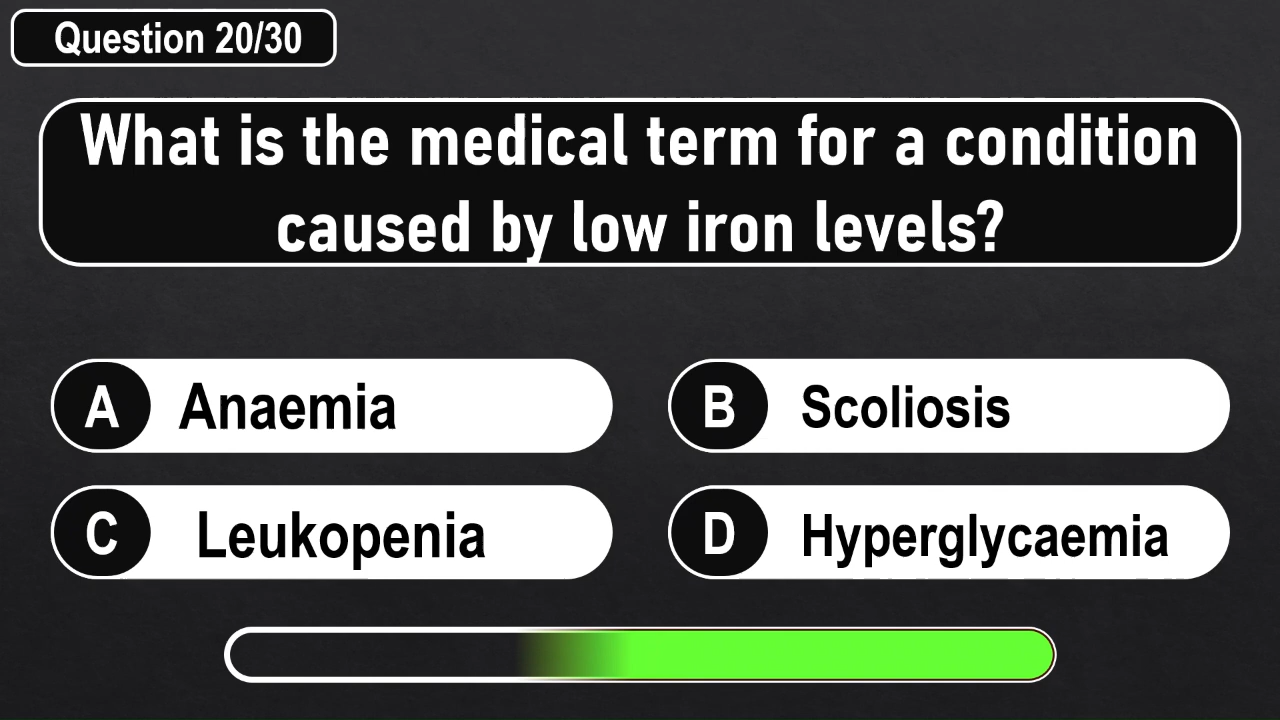 Question 20/30
What is the medical term for a condition
caused by low iron levels?
A Anaemia
B Scoliosis
C Leukopenia
D Hyperglycaemia